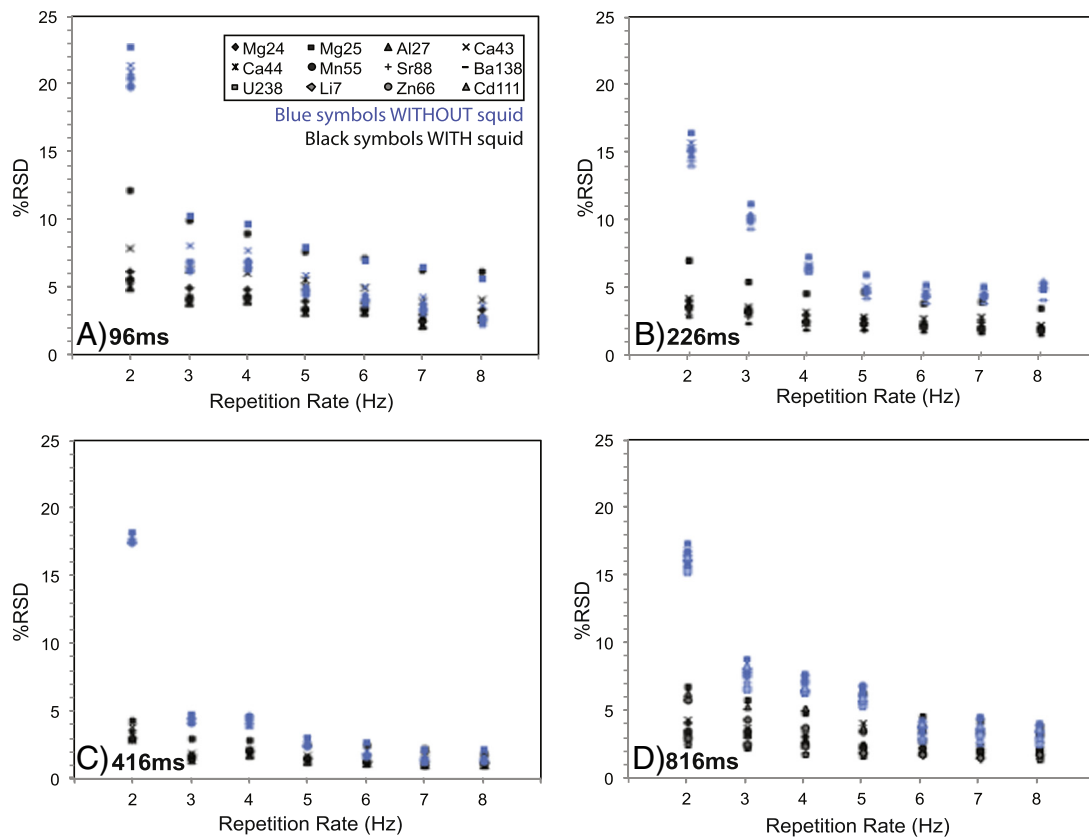 25
20
15
10
5
0
%RSD
Mg24 Mg25 Al27 Ca43
Ca44 Mn55 Sr88 Ba138
U238 Li7 Zn66 Cd111
Blue symbols WITHOUT squid
Black symbols WITH squid
A) 96ms
2 3 4 5 6 7 8
Repetition Rate (Hz)
25
20
15
10
5
0
%RSD
B) 226ms
2 3 4 5 6 7 8
Repetition Rate (Hz)
25
20
15
10
5
0
%RSD
C) 416ms
2 3 4 5 6 7 8
Repetition Rate (Hz)
25
20
15
10
5
0
%RSD
D) 816ms
2 3 4 5 6 7 8
Repetition Rate (Hz)